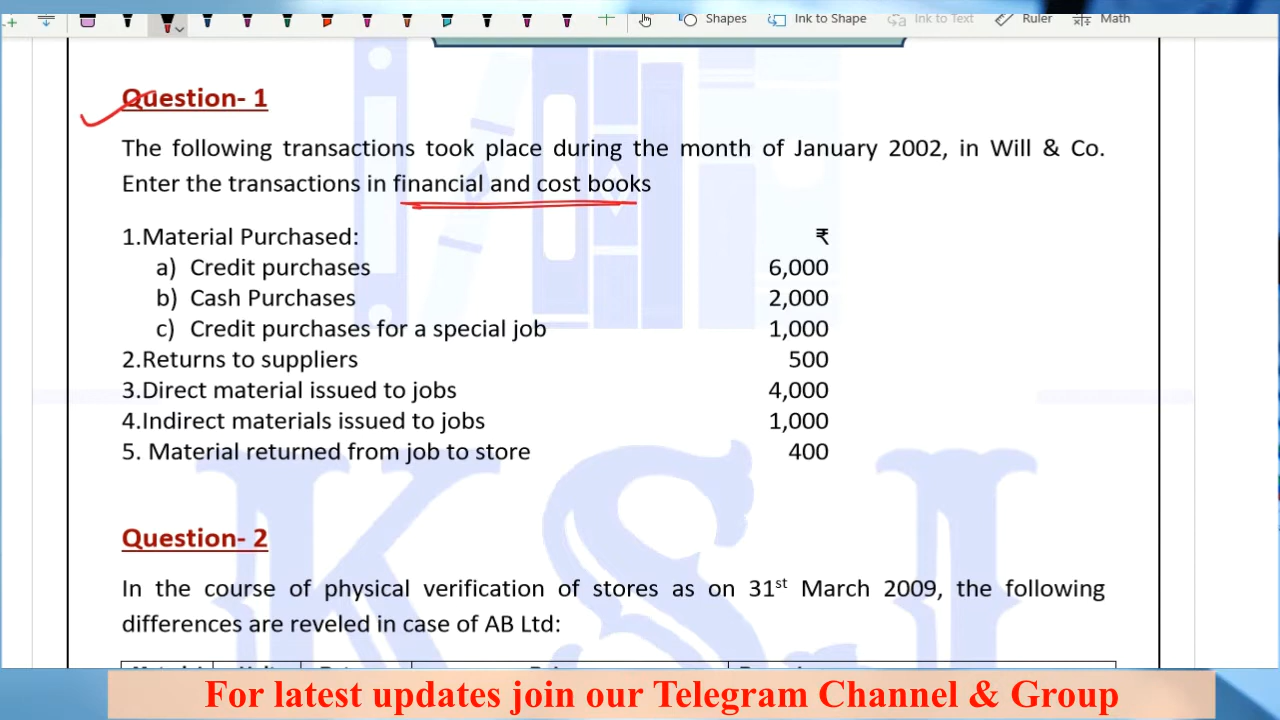 Shapes Ink to Shape Ink to Text Ruler Math
Question- 1
The following transactions took place during the month of January 2002, in Will & Co.
Enter the transactions in financial and cost books
1.Material Purchased: ₹
a) Credit purchases 6,000
b) Cash Purchases 2,000
c) Credit purchases for a special job 1,000
2.Returns to suppliers 500
3.Direct material issued to jobs 4,000
4.Indirect materials issued to jobs 1,000
5. Material returned from job to store 400
KSJ
Question- 2
In the course of physical verification of stores as on 31st March 2009, the following
differences are reveled in case of AB Ltd:
For latest updates join our Telegram Channel & Group